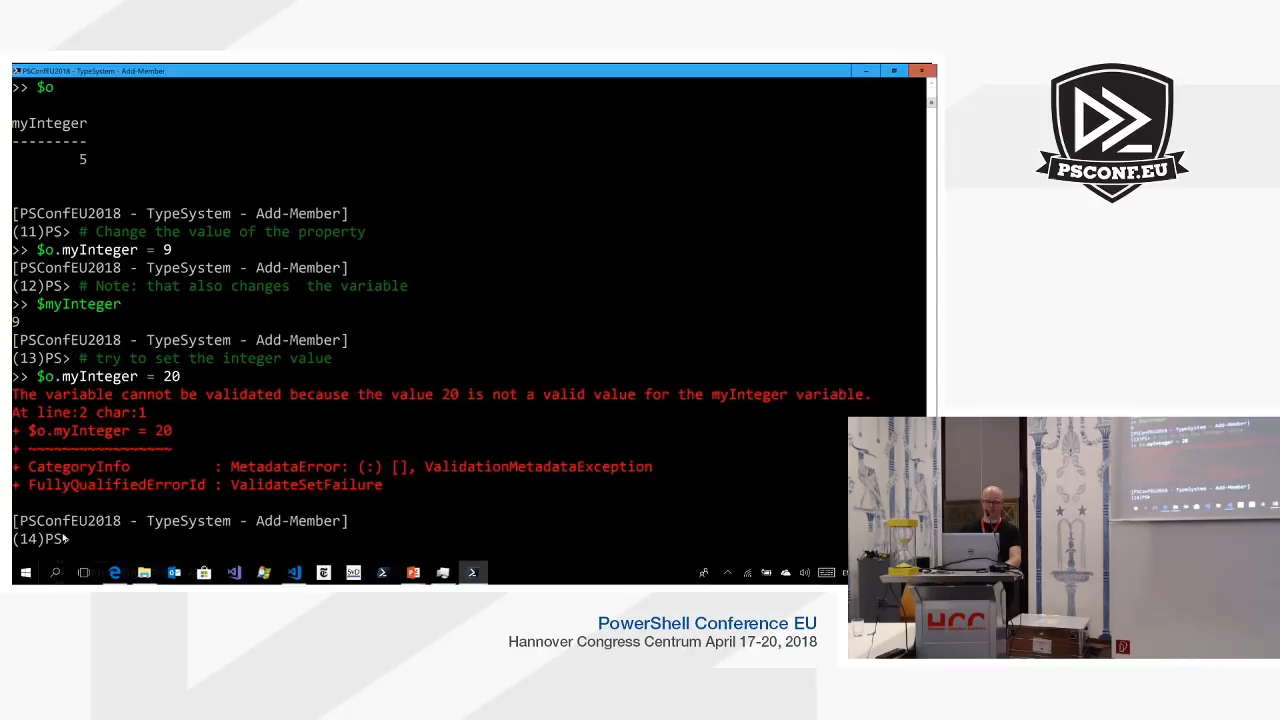 PSConfEU2018 - TypeSystem - Add-Member
>> $o
myInteger
---------
5
[PSConfEU2018 - TypeSystem - Add-Member]
(11)PS> # Change the value of the property
>> $o.myInteger = 9
[PSConfEU2018 - TypeSystem - Add-Member]
(12)PS> # Note: that also changes  the variable
>> $myInteger
9
[PSConfEU2018 - TypeSystem - Add-Member]
(13)PS> # try to set the integer value
>> $o.myInteger = 20
The variable cannot be validated because the value 20 is not a valid value for the myInteger variable.
At line:2 char:1
+ $o.myInteger = 20
+ ~~~~~~~~~~~~~~~~~
+ CategoryInfo          : MetadataError: (:) [], ValidationMetadataException
+ FullyQualifiedErrorId : ValidateSetFailure
[PSConfEU2018 - TypeSystem - Add-Member]
(14)PS>
PSCONF.EU
HCC
PowerShell Conference EU
Hannover Congress Centrum April 17-20, 2018